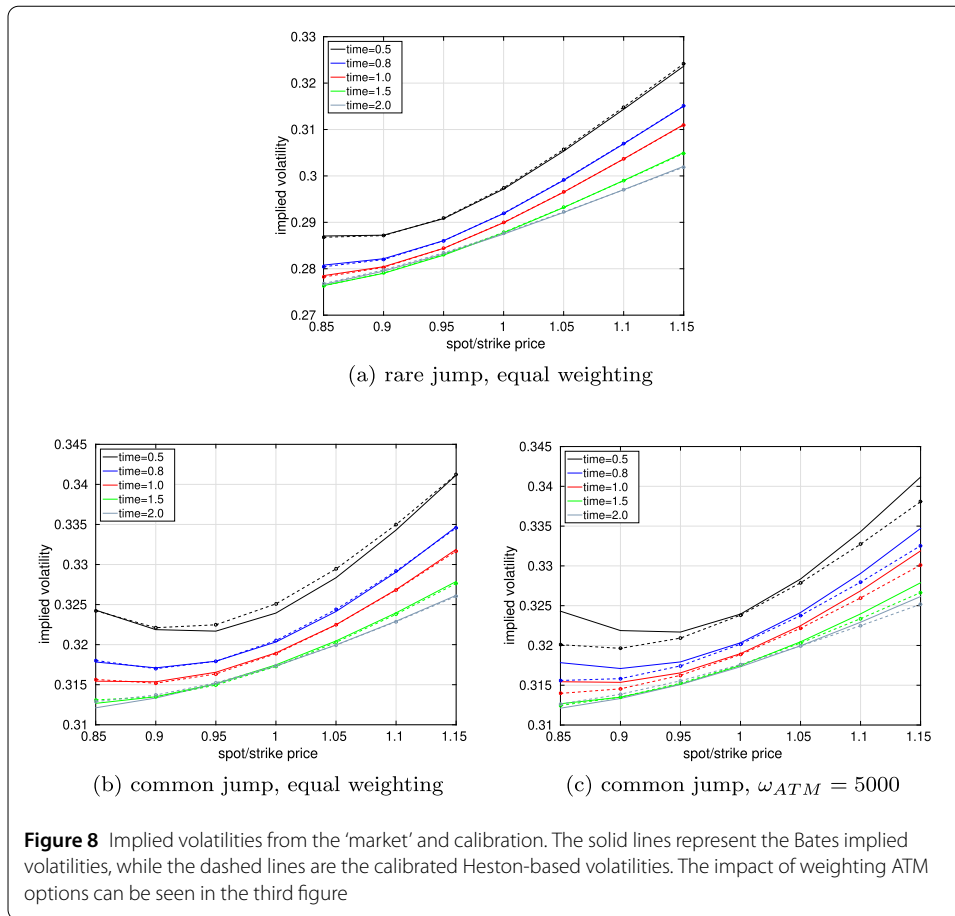 0.33
0.32
0.31
0.3
0.29
0.28
0.27
implied volatility
time=0.5
time=0.8
time=1.0
time=1.5
time=2.0
0.85 0.9 0.95 1 1.05 1.1 1.15
spot/strike price
(a) rare jump, equal weighting
0.345
0.34
0.335
0.33
0.325
0.32
0.315
0.31
implied volatility
time=0.5
time=0.8
time=1.0
time=1.5
time=2.0
0.85 0.9 0.95 1 1.05 1.1 1.15
spot/strike price
(b) common jump, equal weighting
0.345
0.34
0.335
0.33
0.325
0.32
0.315
0.31
implied volatility
time=0.5
time=0.8
time=1.0
time=1.5
time=2.0
0.85 0.9 0.95 1 1.05 1.1 1.15
spot/strike price
(c) common jump, ω_{ATM} = 5000
Figure 8 Implied volatilities from the ‘market’ and calibration. The solid lines represent the Bates implied
volatilities, while the dashed lines are the calibrated Heston-based volatilities. The impact of weighting ATM
options can be seen in the third figure